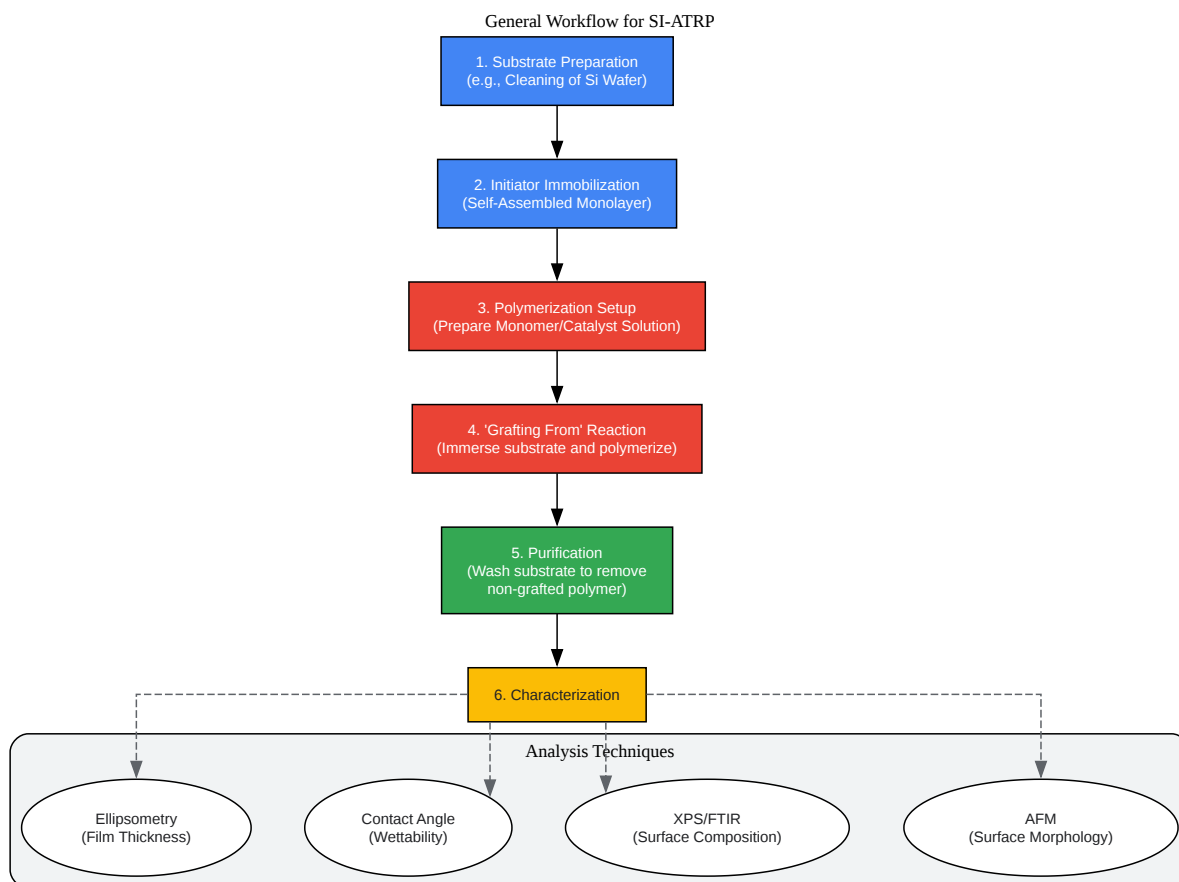 General Workflow for SI-ATRP
1. Substrate Preparation
(e.g., Cleaning of Si Wafer)
2. Initiator Immobilization
(Self-Assembled Monolayer)
3. Polymerization Setup
(Prepare Monomer/Catalyst Solution)
4. 'Grafting From' Reaction
(Immerse substrate and polymerize)
5. Purification
(Wash substrate to remove
non-grafted polymer)
6. Characterization
Analysis Techniques
Ellipsometry
(Film Thickness)
Contact Angle
(Wettability)
XPS/FTIR
(Surface Composition)
AFM
(Surface Morphology)